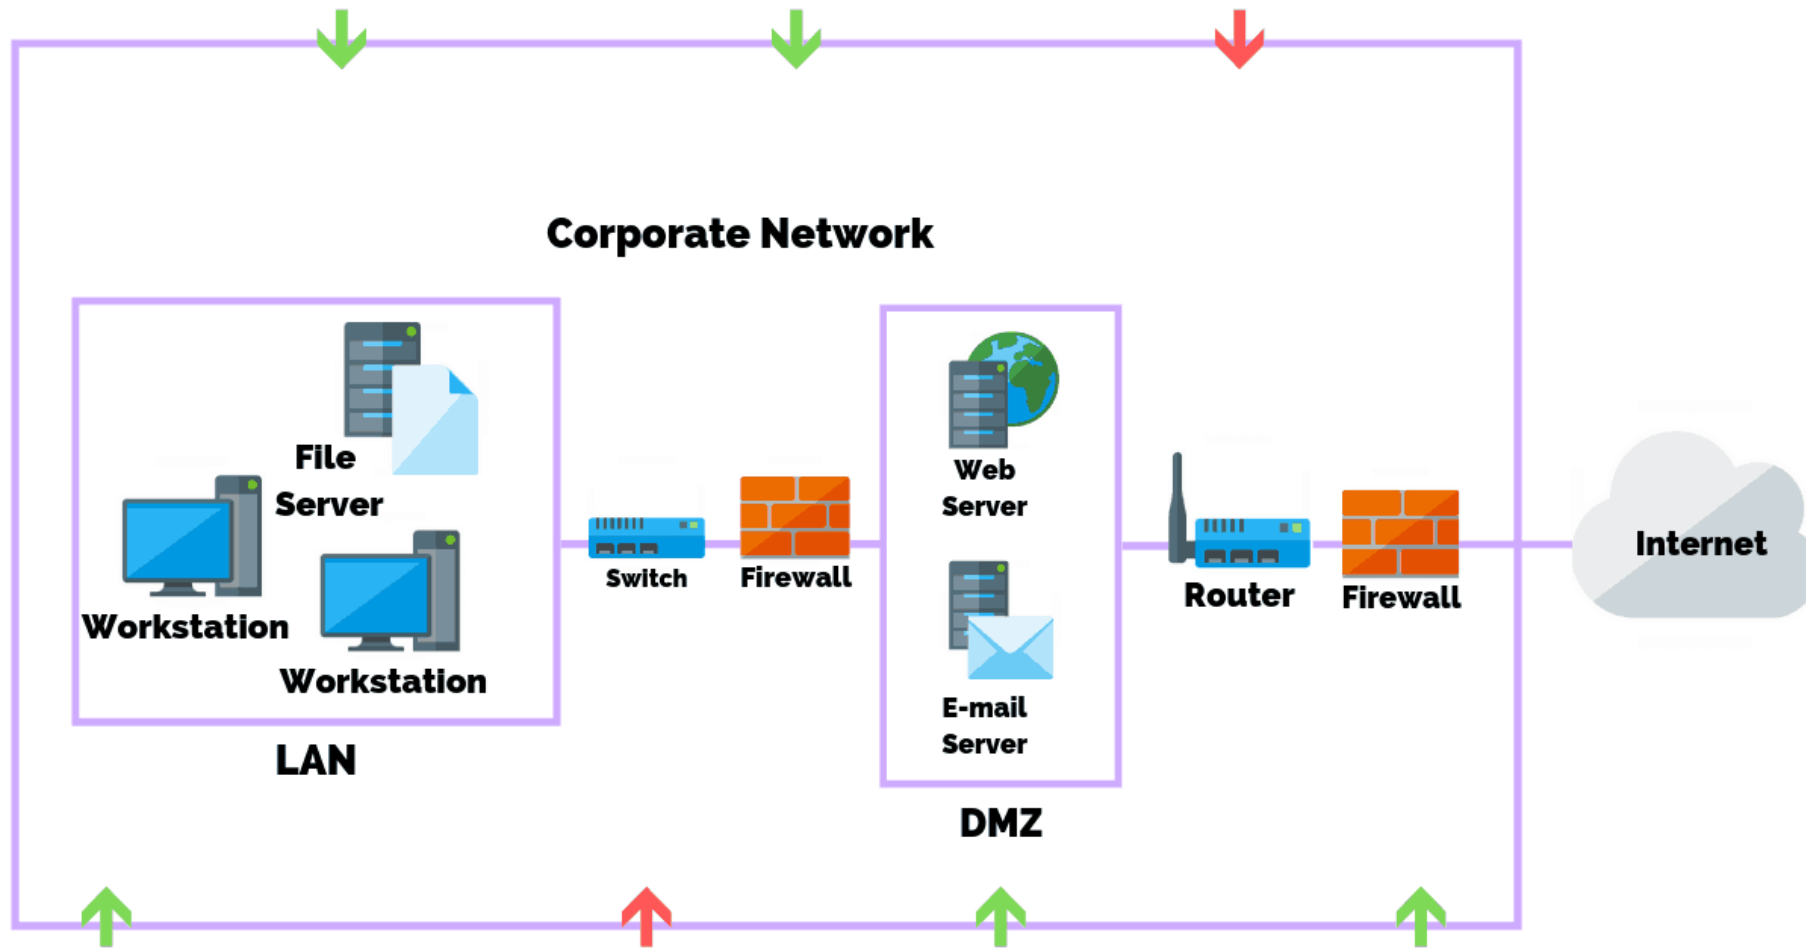 Corporate Network
File
Server
Workstation
Workstation
LAN
Switch
Firewall
Web
Server
E-mail
Server
DMZ
Router
Firewall
Internet